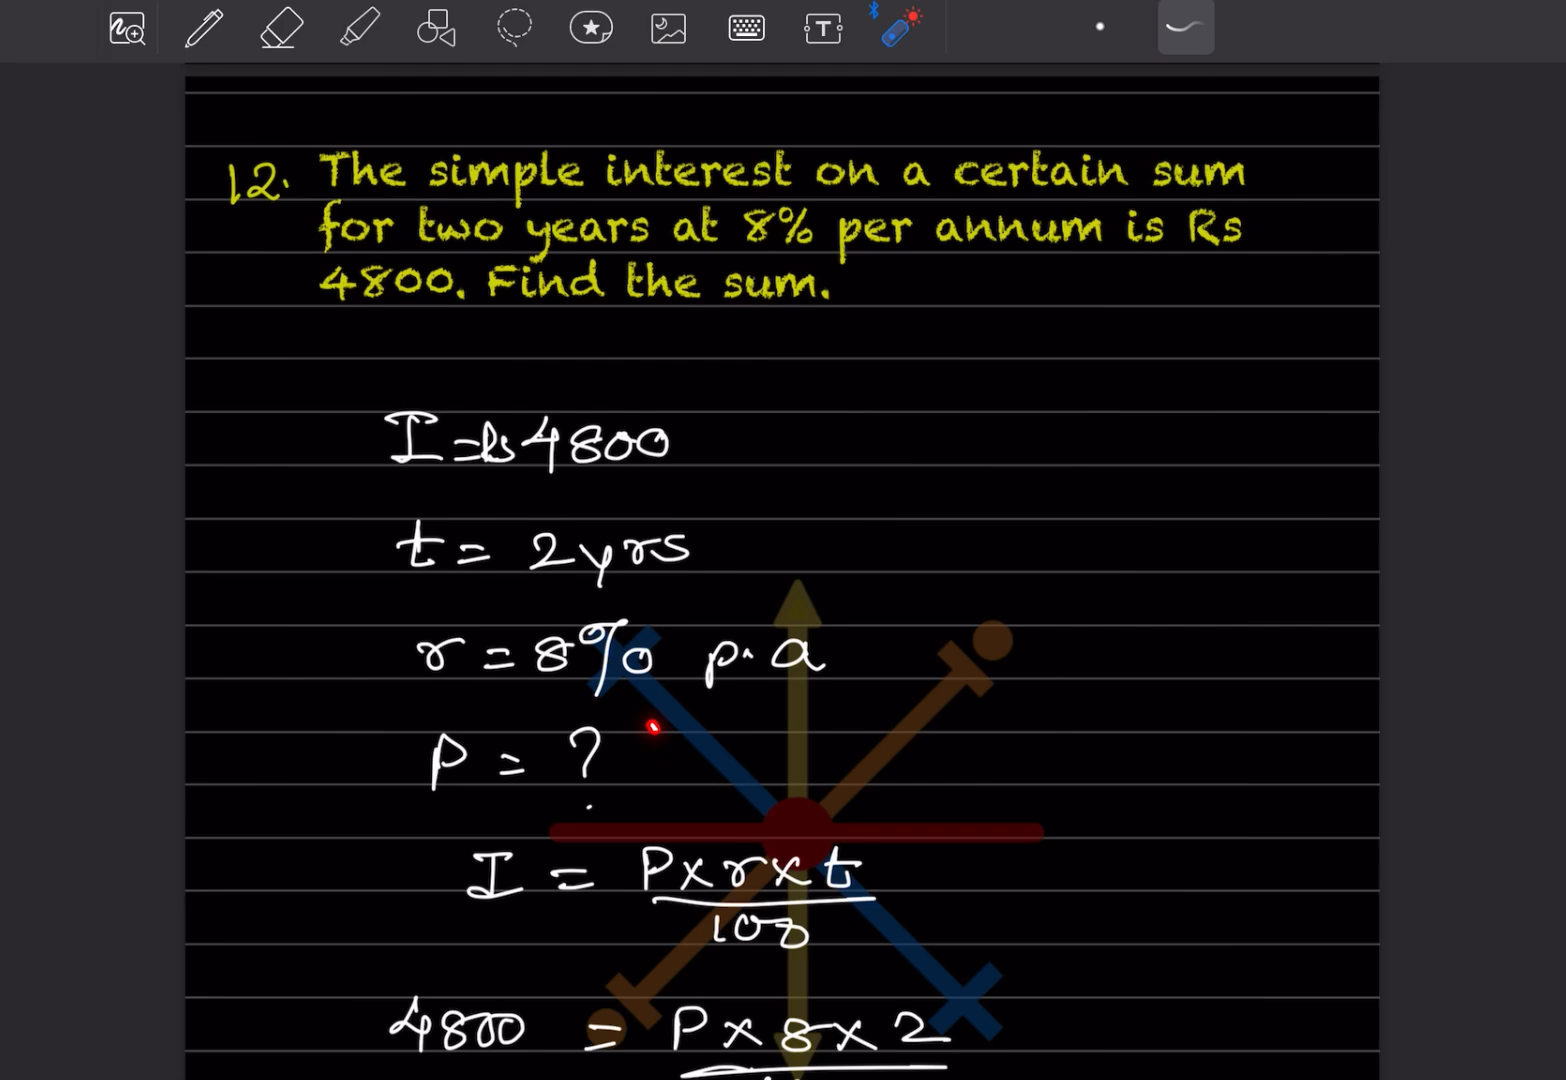 12. The simple interest on a certain sum
for two years at 8% per annum is Rs
4800. Find the sum.
I = Rs 4800
t = 2 yrs
r = 8% p.a
P = ?
I = P x r x t
100
4800 = P x 8 x 2